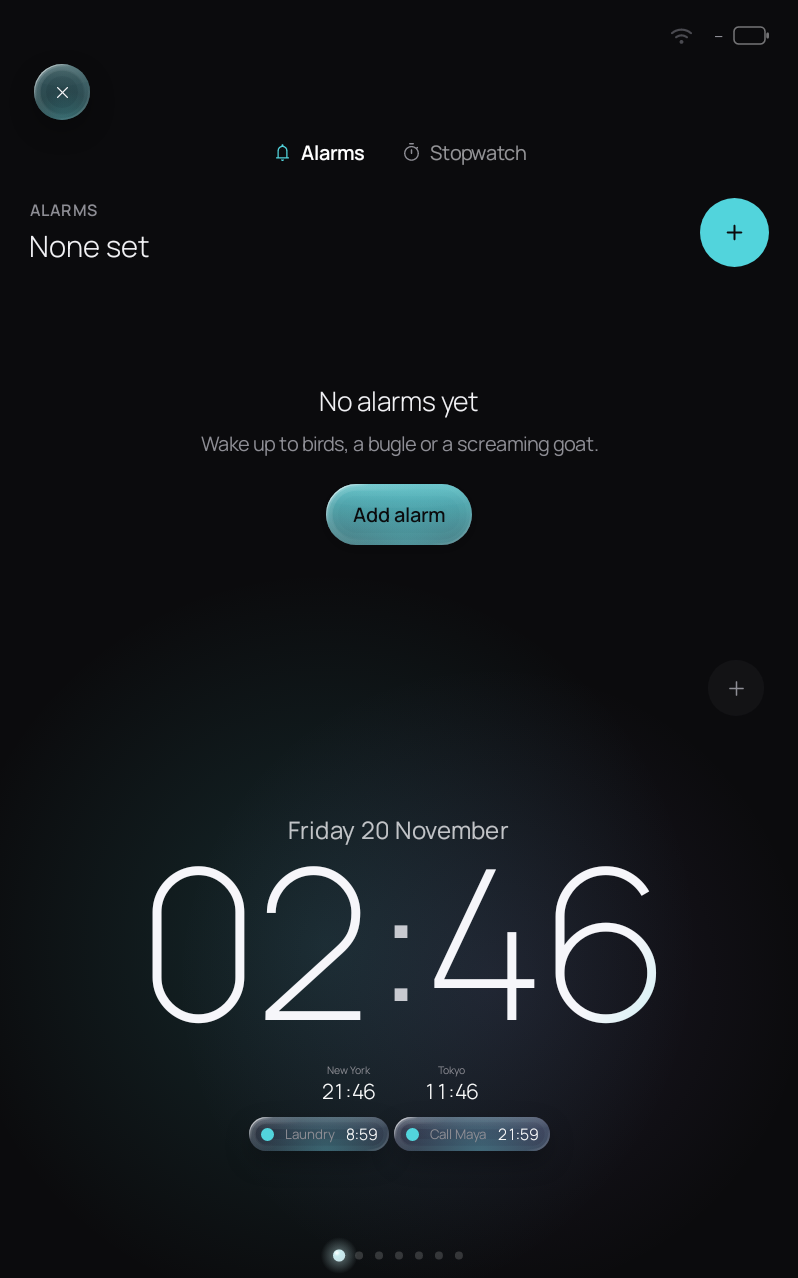 Alarms Stopwatch
ALARMS
None set
No alarms yet
Wake up to birds, a bugle or a screaming goat.
Add alarm
Friday 20 November
02:46
New York Tokyo
21:46 11:46
Laundry 8:59 Call Maya 21:59